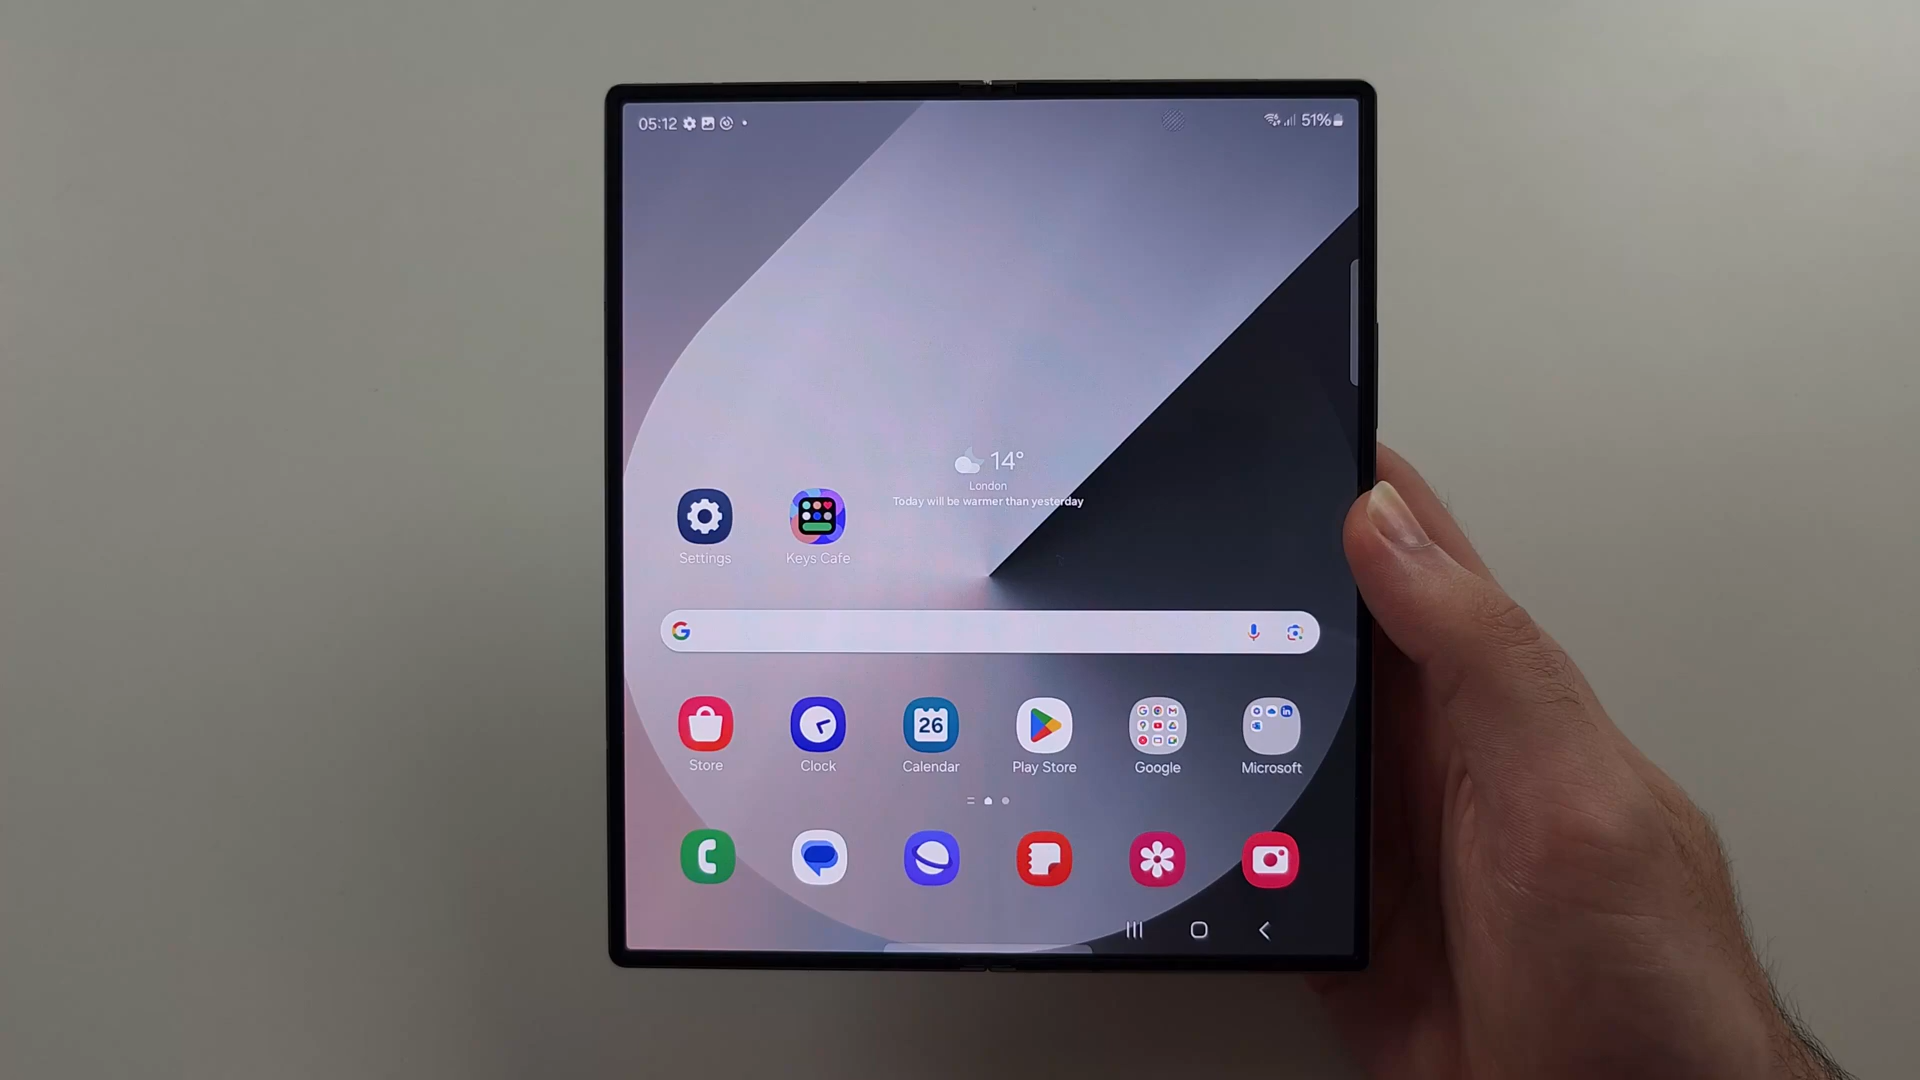 05:12
51%
14°
London
Today will be warmer than yesterday
Settings
Keys Cafe
G
26
Store
Clock
Calendar
Play Store
Google
Microsoft